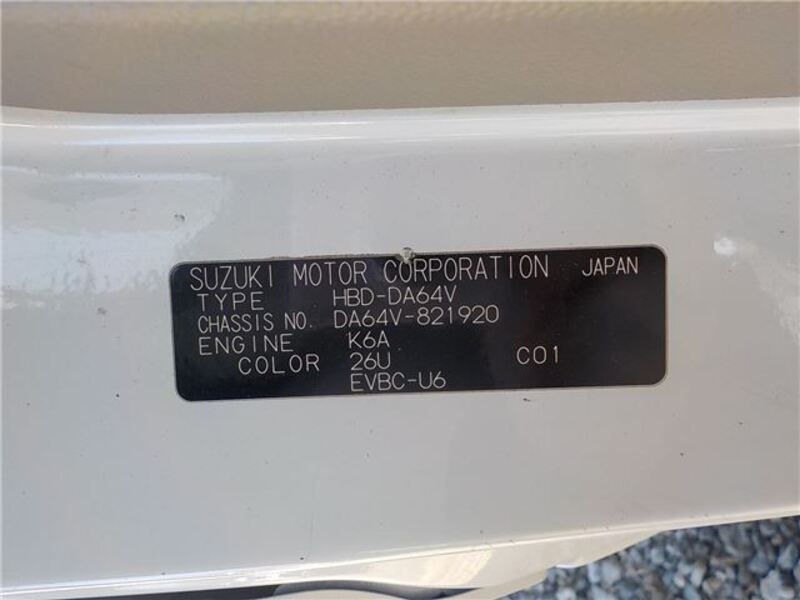 SUZUKI MOTOR CORPORATION JAPAN
TYPE HBD-DA64V
CHASSIS NO. DA64V-821920
ENGINE K6A
COLOR 26U C01
EVBC-U6